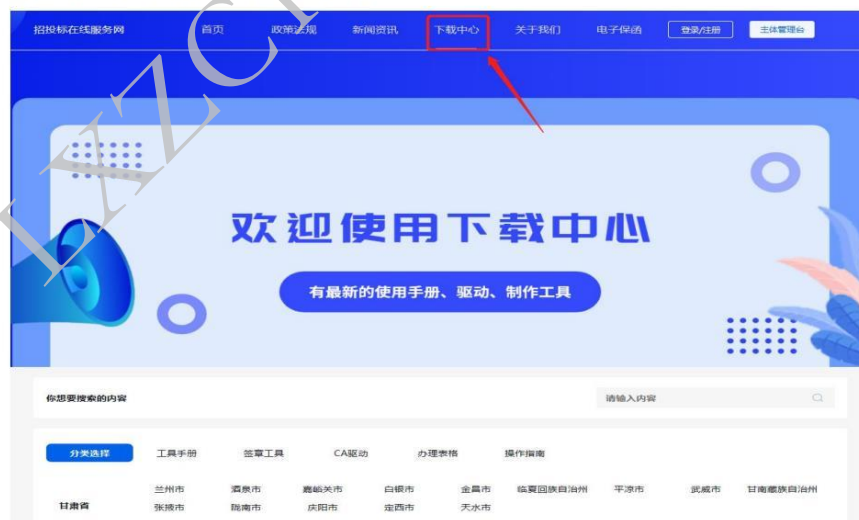 招投标在线服务网 首页 政策法规 新闻资讯 下载中心 关于我们 电子保函 登录/注册 主体管理台
欢迎使用下载中心
有最新的使用手册、驱动、制作工具
你想要搜索的内容 请输入内容
分类选择 工具手册 签章工具 CA驱动 办理表格 操作指南
甘肃省 兰州市 酒泉市 嘉峪关市 白银市 金昌市 临夏回族自治州 平凉市 武威市 甘南藏族自治州
张掖市 陇南市 庆阳市 定西市 天水市